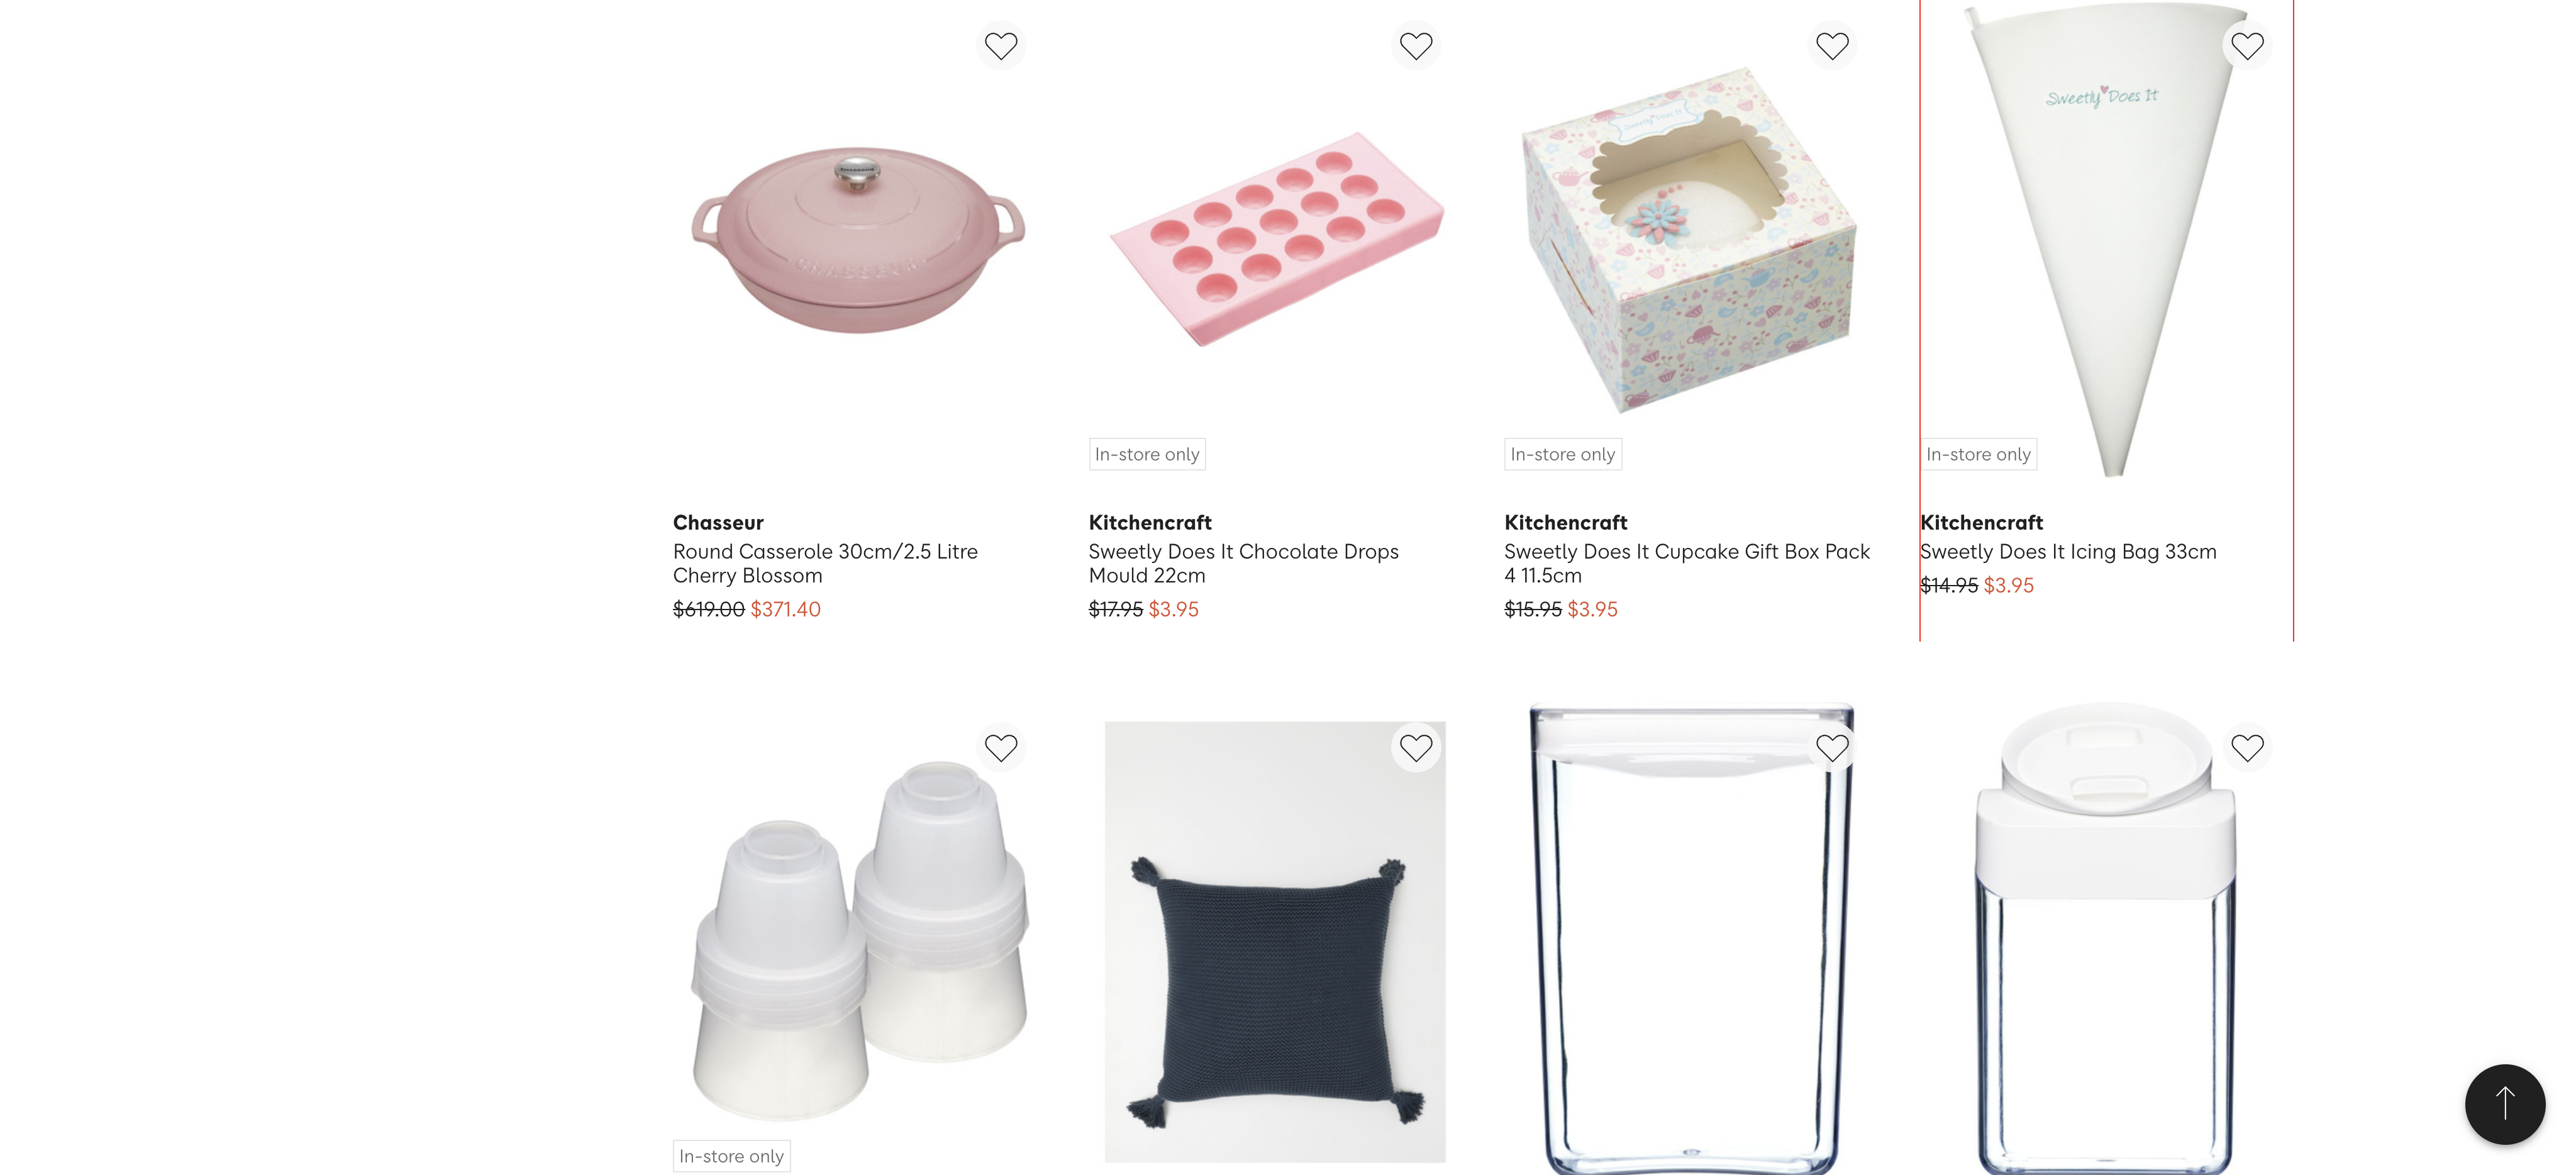 Sweetly Does It
Sweetly Does It
CHASSEUR
CHASSEUR
In-store only
In-store only
In-store only
Chasseur
Round Casserole 30cm/2.5 Litre
Cherry Blossom
$619.00 $371.40
Kitchencraft
Sweetly Does It Chocolate Drops
Mould 22cm
$17.95 $3.95
Kitchencraft
Sweetly Does It Cupcake Gift Box Pack
4 11.5cm
$15.95 $3.95
Kitchencraft
Sweetly Does It Icing Bag 33cm
$14.95 $3.95
In-store only